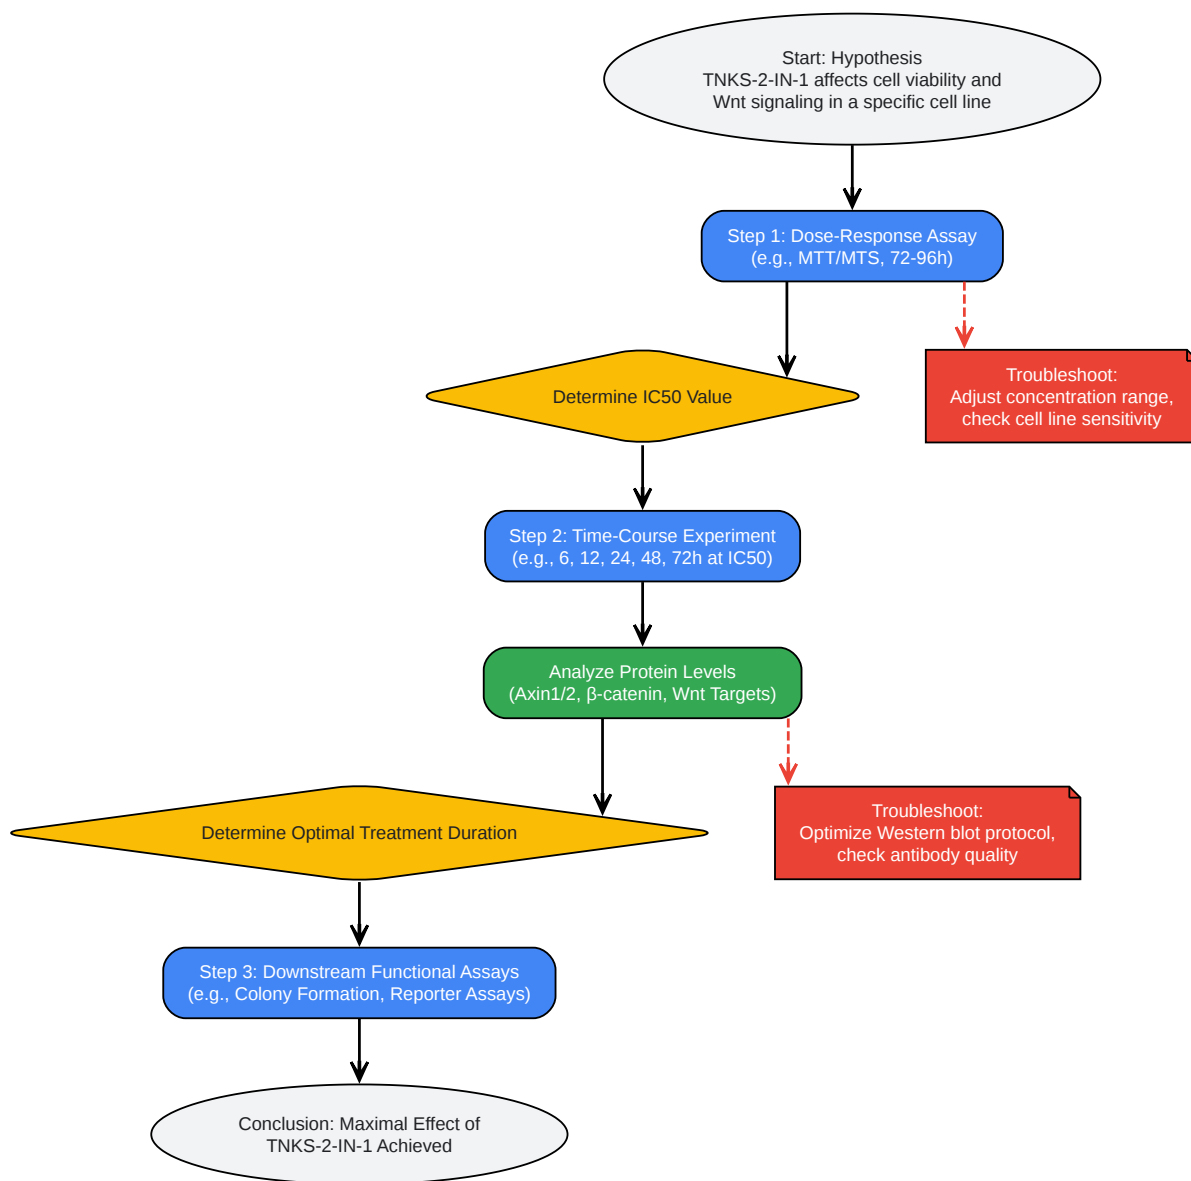 Start: Hypothesis
TNKS-2-IN-1 affects cell viability and
Wnt signaling in a specific cell line
Step 1: Dose-Response Assay
(e.g., MTT/MTS, 72-96h)
Troubleshoot:
Adjust concentration range,
check cell line sensitivity
Determine IC50 Value
Step 2: Time-Course Experiment
(e.g., 6, 12, 24, 48, 72h at IC50)
Analyze Protein Levels
(Axin1/2, β-catenin, Wnt Targets)
Troubleshoot:
Optimize Western blot protocol,
check antibody quality
Determine Optimal Treatment Duration
Step 3: Downstream Functional Assays
(e.g., Colony Formation, Reporter Assays)
Conclusion: Maximal Effect of
TNKS-2-IN-1 Achieved